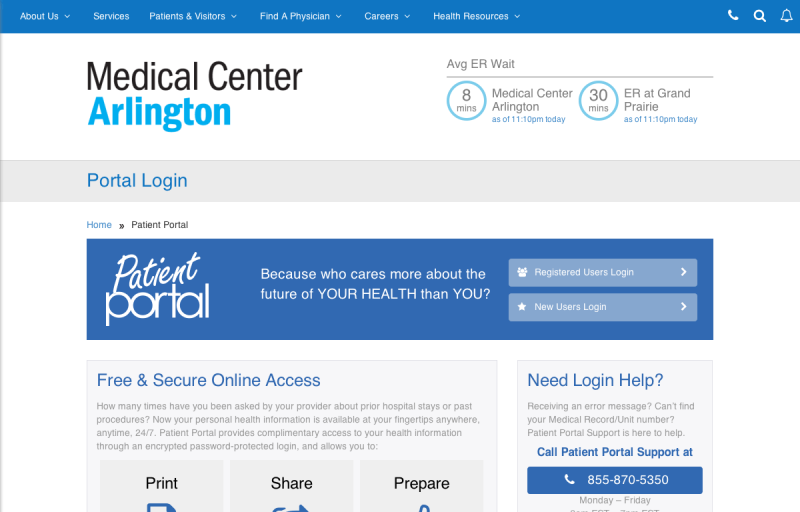 About Us Services Patients & Visitors Find A Physician Careers Health Resources
Medical Center
Arlington
Avg ER Wait
8
mins
Medical Center
Arlington
as of 11:10pm today
30
mins
ER at Grand
Prairie
as of 11:10pm today
Portal Login
Home » Patient Portal
Patient
portal
Because who cares more about the
future of YOUR HEALTH than YOU?
Registered Users Login
New Users Login
Free & Secure Online Access
How many times have you been asked by your provider about prior hospital stays or past
procedures? Now your personal health information is available at your fingertips anywhere,
anytime, 24/7. Patient Portal provides complimentary access to your health information
through an encrypted password-protected login, and allows you to:
Print
Share
Prepare
Need Login Help?
Receiving an error message? Can't find
your Medical Record/Unit number?
Patient Portal Support is here to help.
Call Patient Portal Support at
855-870-5350
Monday – Friday